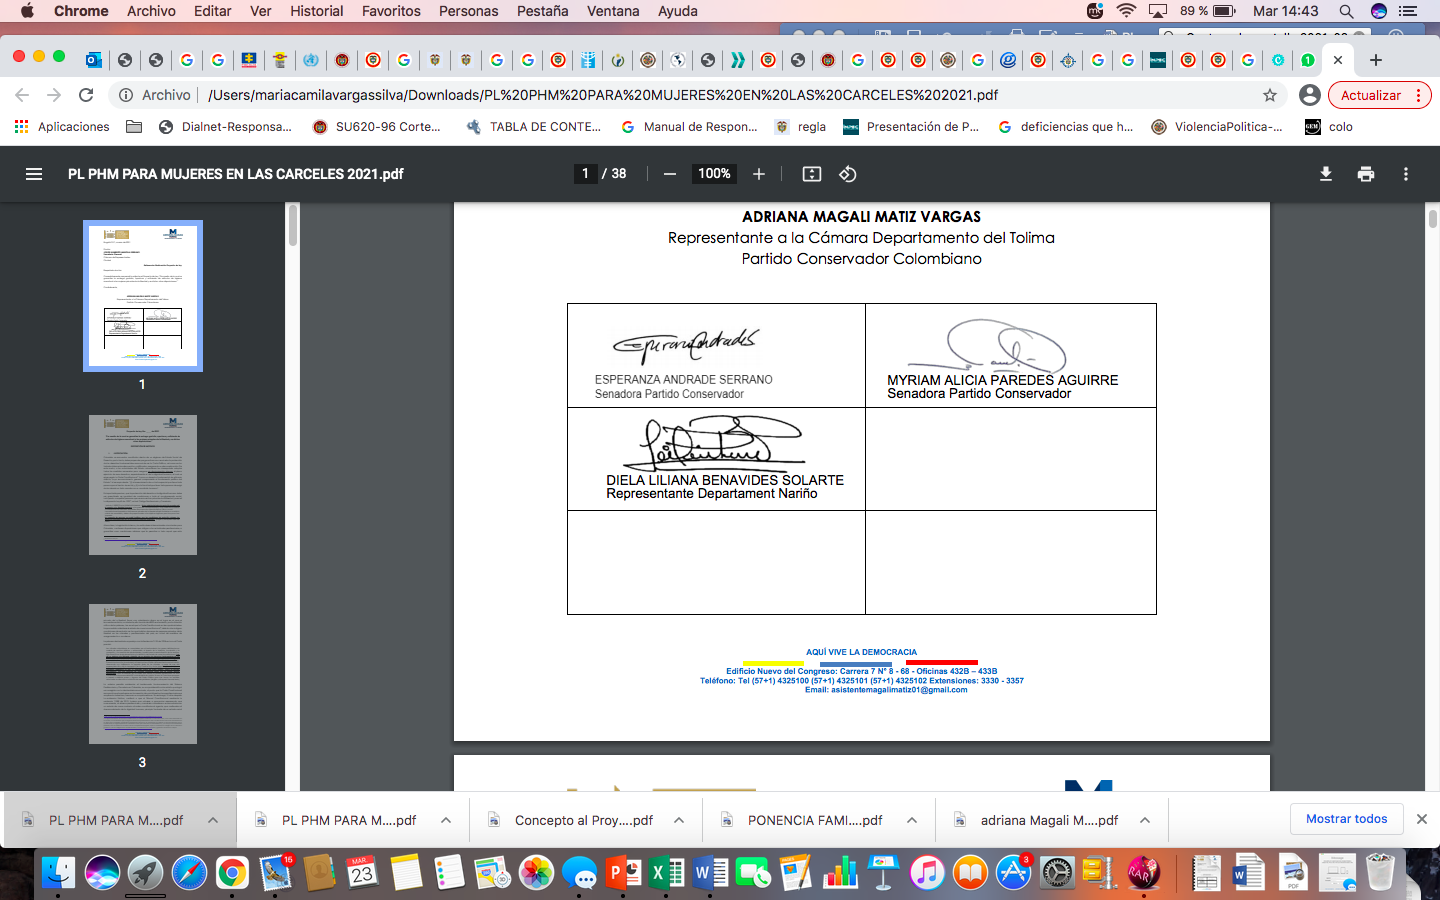 Chrome Archivo Editar Ver Historial Favoritos Personas Pestaña Ventana Ayuda
89 % Mar 14:43
Archivo /Users/mariacamilavargassilva/Downloads/PL%20PHM%20PARA%20MUJERES%20EN%20LAS%20CARCELES%202021.pdf
Actualizar
Aplicaciones Dialnet-Responsa... SU620-96 Corte... TABLA DE CONTE... Manual de Respon... regla Presentación de P... deficiencias que h... ViolenciaPolitica-... colo
PL PHM PARA MUJERES EN LAS CARCELES 2021.pdf
1 / 38 100%
1
2
3
ADRIANA MAGALI MATIZ VARGAS
Representante a la Cámara Departamento del Tolima
Partido Conservador Colombiano
ESPERANZA ANDRADE SERRANO
Senadora Partido Conservador
MYRIAM ALICIA PAREDES AGUIRRE
Senadora Partido Conservador
DIELA LILIANA BENAVIDES SOLARTE
Representante Departament Nariño
AQUÍ VIVE LA DEMOCRACIA
Edificio Nuevo del Congreso: Carrera 7 N° 8 - 68 - Oficinas 432B – 433B
Teléfono: Tel (57+1) 4325100 (57+1) 4325101 (57+1) 4325102 Extensiones: 3330 - 3357
Email: asistentemagalimatiz01@gmail.com
PL PHM PARA M....pdf PL PHM PARA M....pdf Concepto al Proy....pdf PONENCIA FAMI....pdf adriana Magali M....pdf Mostrar todos
16
MAR
23
3
RAR
PDF